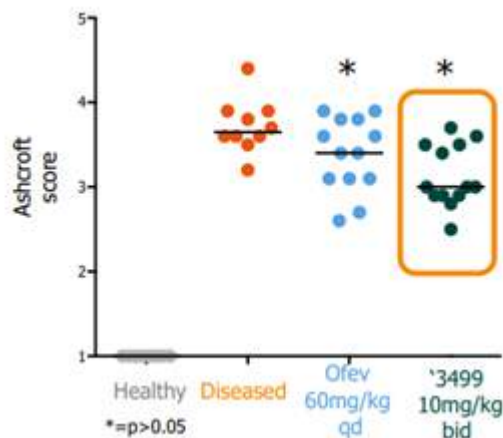 5
* *
4
Ashcroft
score
3
2
1
Healthy Diseased Ofev
60mg/kg
qd
‘3499
10mg/kg
bid
*=p>0.05